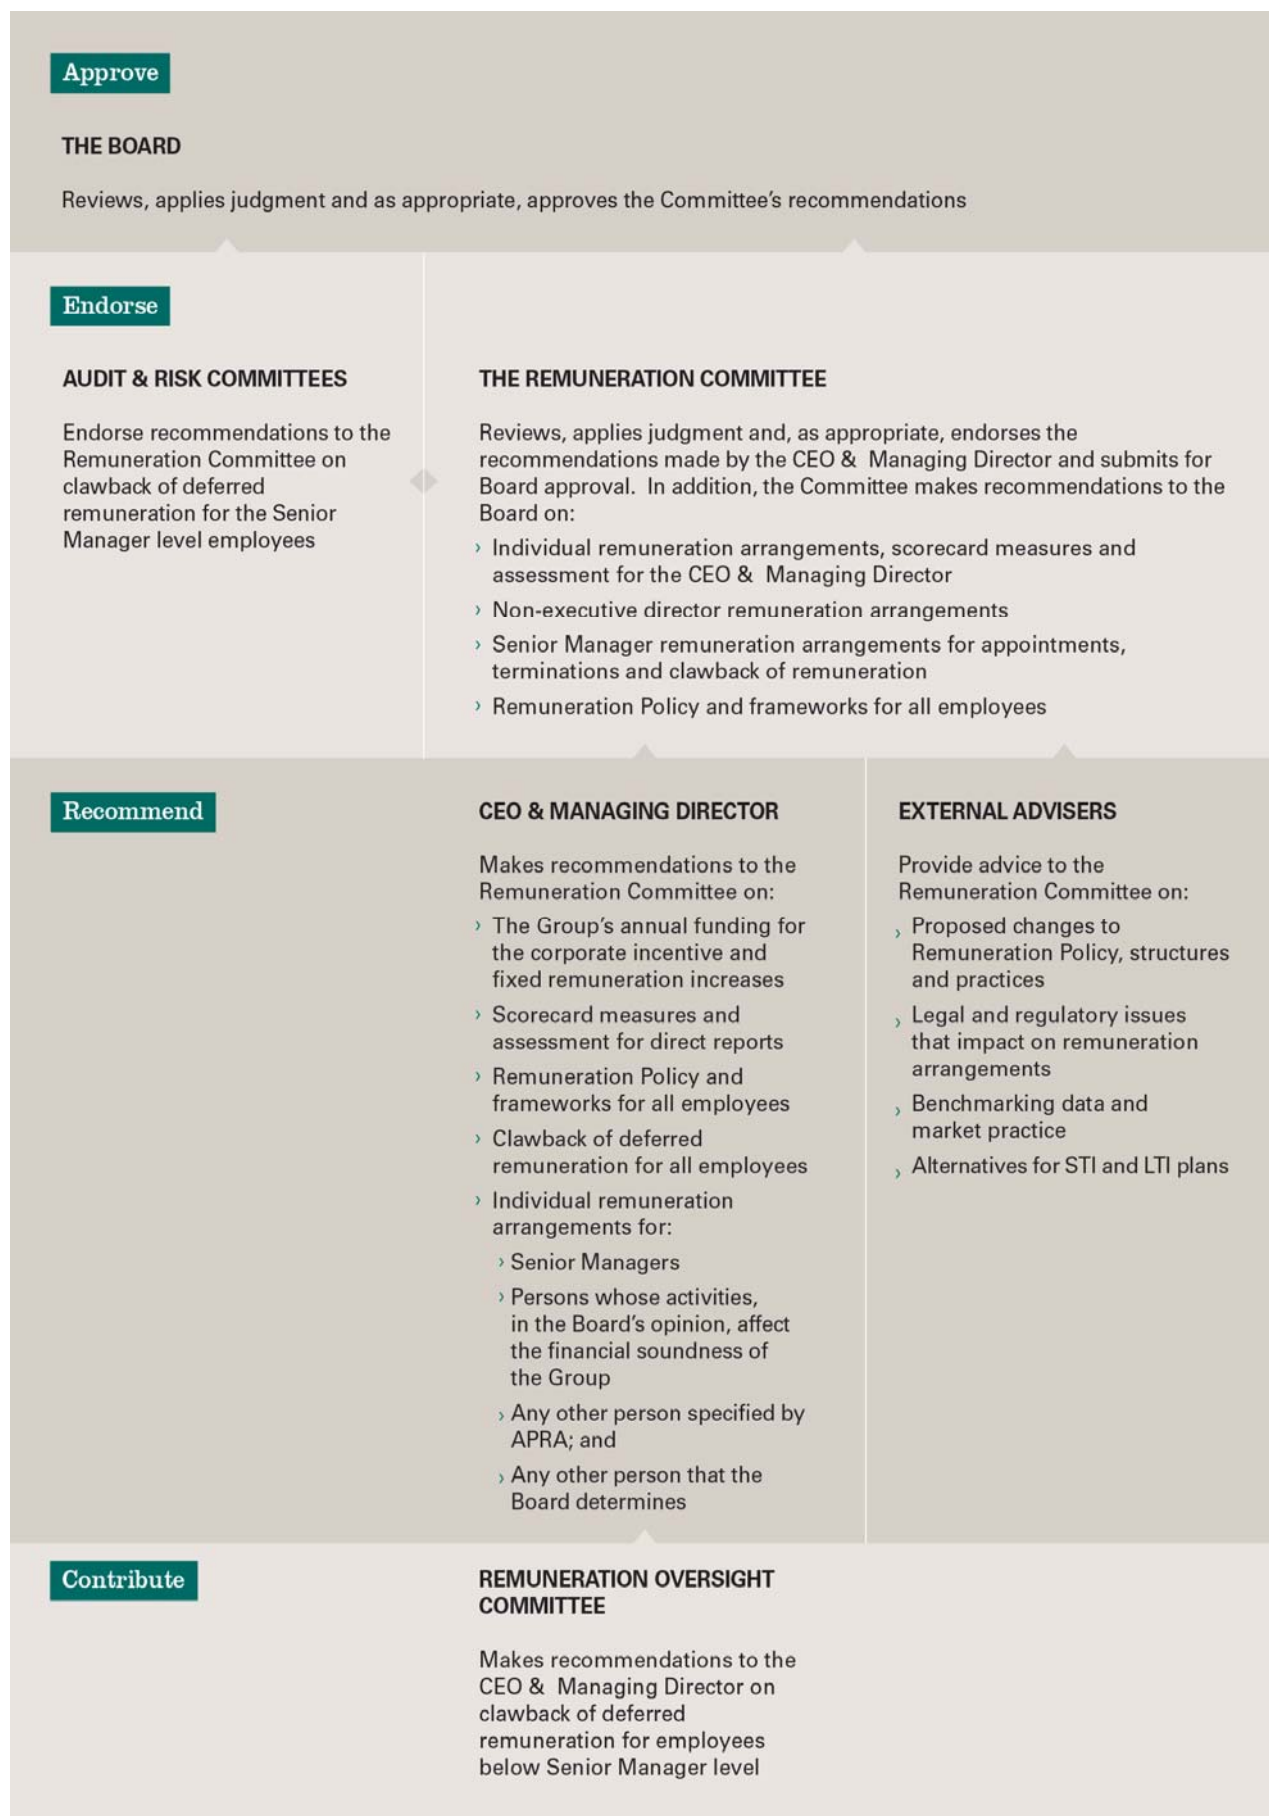 Approve
THE BOARD
Reviews, applies judgment and as appropriate, approves the Committee’s recommendations
Endorse
AUDIT & RISK COMMITTEES
Endorse recommendations to the
Remuneration Committee on
clawback of deferred
remuneration for the Senior
Manager level employees
THE REMUNERATION COMMITTEE
Reviews, applies judgment and, as appropriate, endorses the
recommendations made by the CEO & Managing Director and submits for
Board approval. In addition, the Committee makes recommendations to the
Board on:
› Individual remuneration arrangements, scorecard measures and
assessment for the CEO & Managing Director
› Non-executive director remuneration arrangements
› Senior Manager remuneration arrangements for appointments,
terminations and clawback of remuneration
› Remuneration Policy and frameworks for all employees
Recommend
CEO & MANAGING DIRECTOR
Makes recommendations to the
Remuneration Committee on:
› The Group’s annual funding for
the corporate incentive and
fixed remuneration increases
› Scorecard measures and
assessment for direct reports
› Remuneration Policy and
frameworks for all employees
› Clawback of deferred
remuneration for all employees
› Individual remuneration
arrangements for:
› Senior Managers
› Persons whose activities,
in the Board’s opinion, affect
the financial soundness of
the Group
› Any other person specified by
APRA; and
› Any other person that the
Board determines
EXTERNAL ADVISERS
Provide advice to the
Remuneration Committee on:
› Proposed changes to
Remuneration Policy, structures
and practices
› Legal and regulatory issues
that impact on remuneration
arrangements
› Benchmarking data and
market practice
› Alternatives for STI and LTI plans
Contribute
REMUNERATION OVERSIGHT
COMMITTEE
Makes recommendations to the
CEO & Managing Director on
clawback of deferred
remuneration for employees
below Senior Manager level